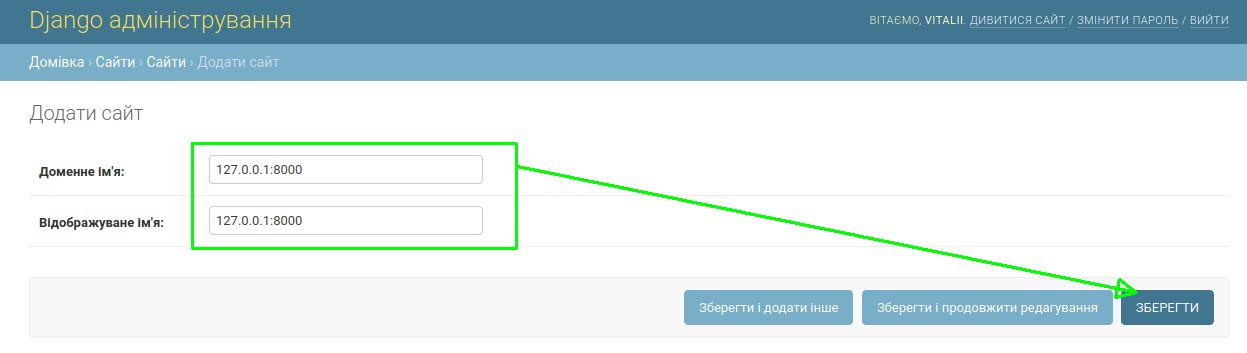 Django адміністрування
ВІТАЄМО, VITALII. ДИВИТИСЯ САЙТ / ЗМІНИТИ ПАРОЛЬ / ВИЙТИ
Домівка › Сайти › Сайти › Додати сайт
Додати сайт
Доменне ім'я: 127.0.0.1:8000
Відображуване ім'я: 127.0.0.1:8000
Зберегти і додати інше Зберегти і продовжити редагування ЗБЕРЕГТИ